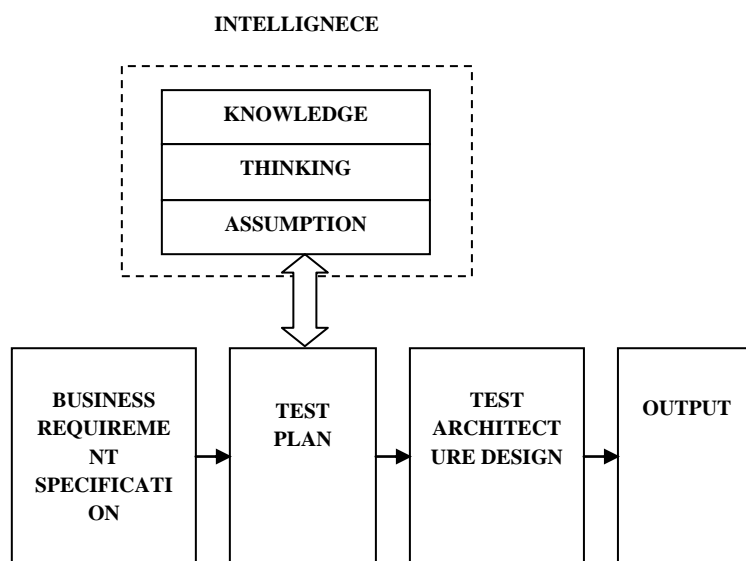 INTELLIGNECE
KNOWLEDGE
THINKING
ASSUMPTION
BUSINESS
REQUIREME
NT
SPECIFICATI
ON
TEST
PLAN
TEST
ARCHITECT
URE DESIGN
OUTPUT